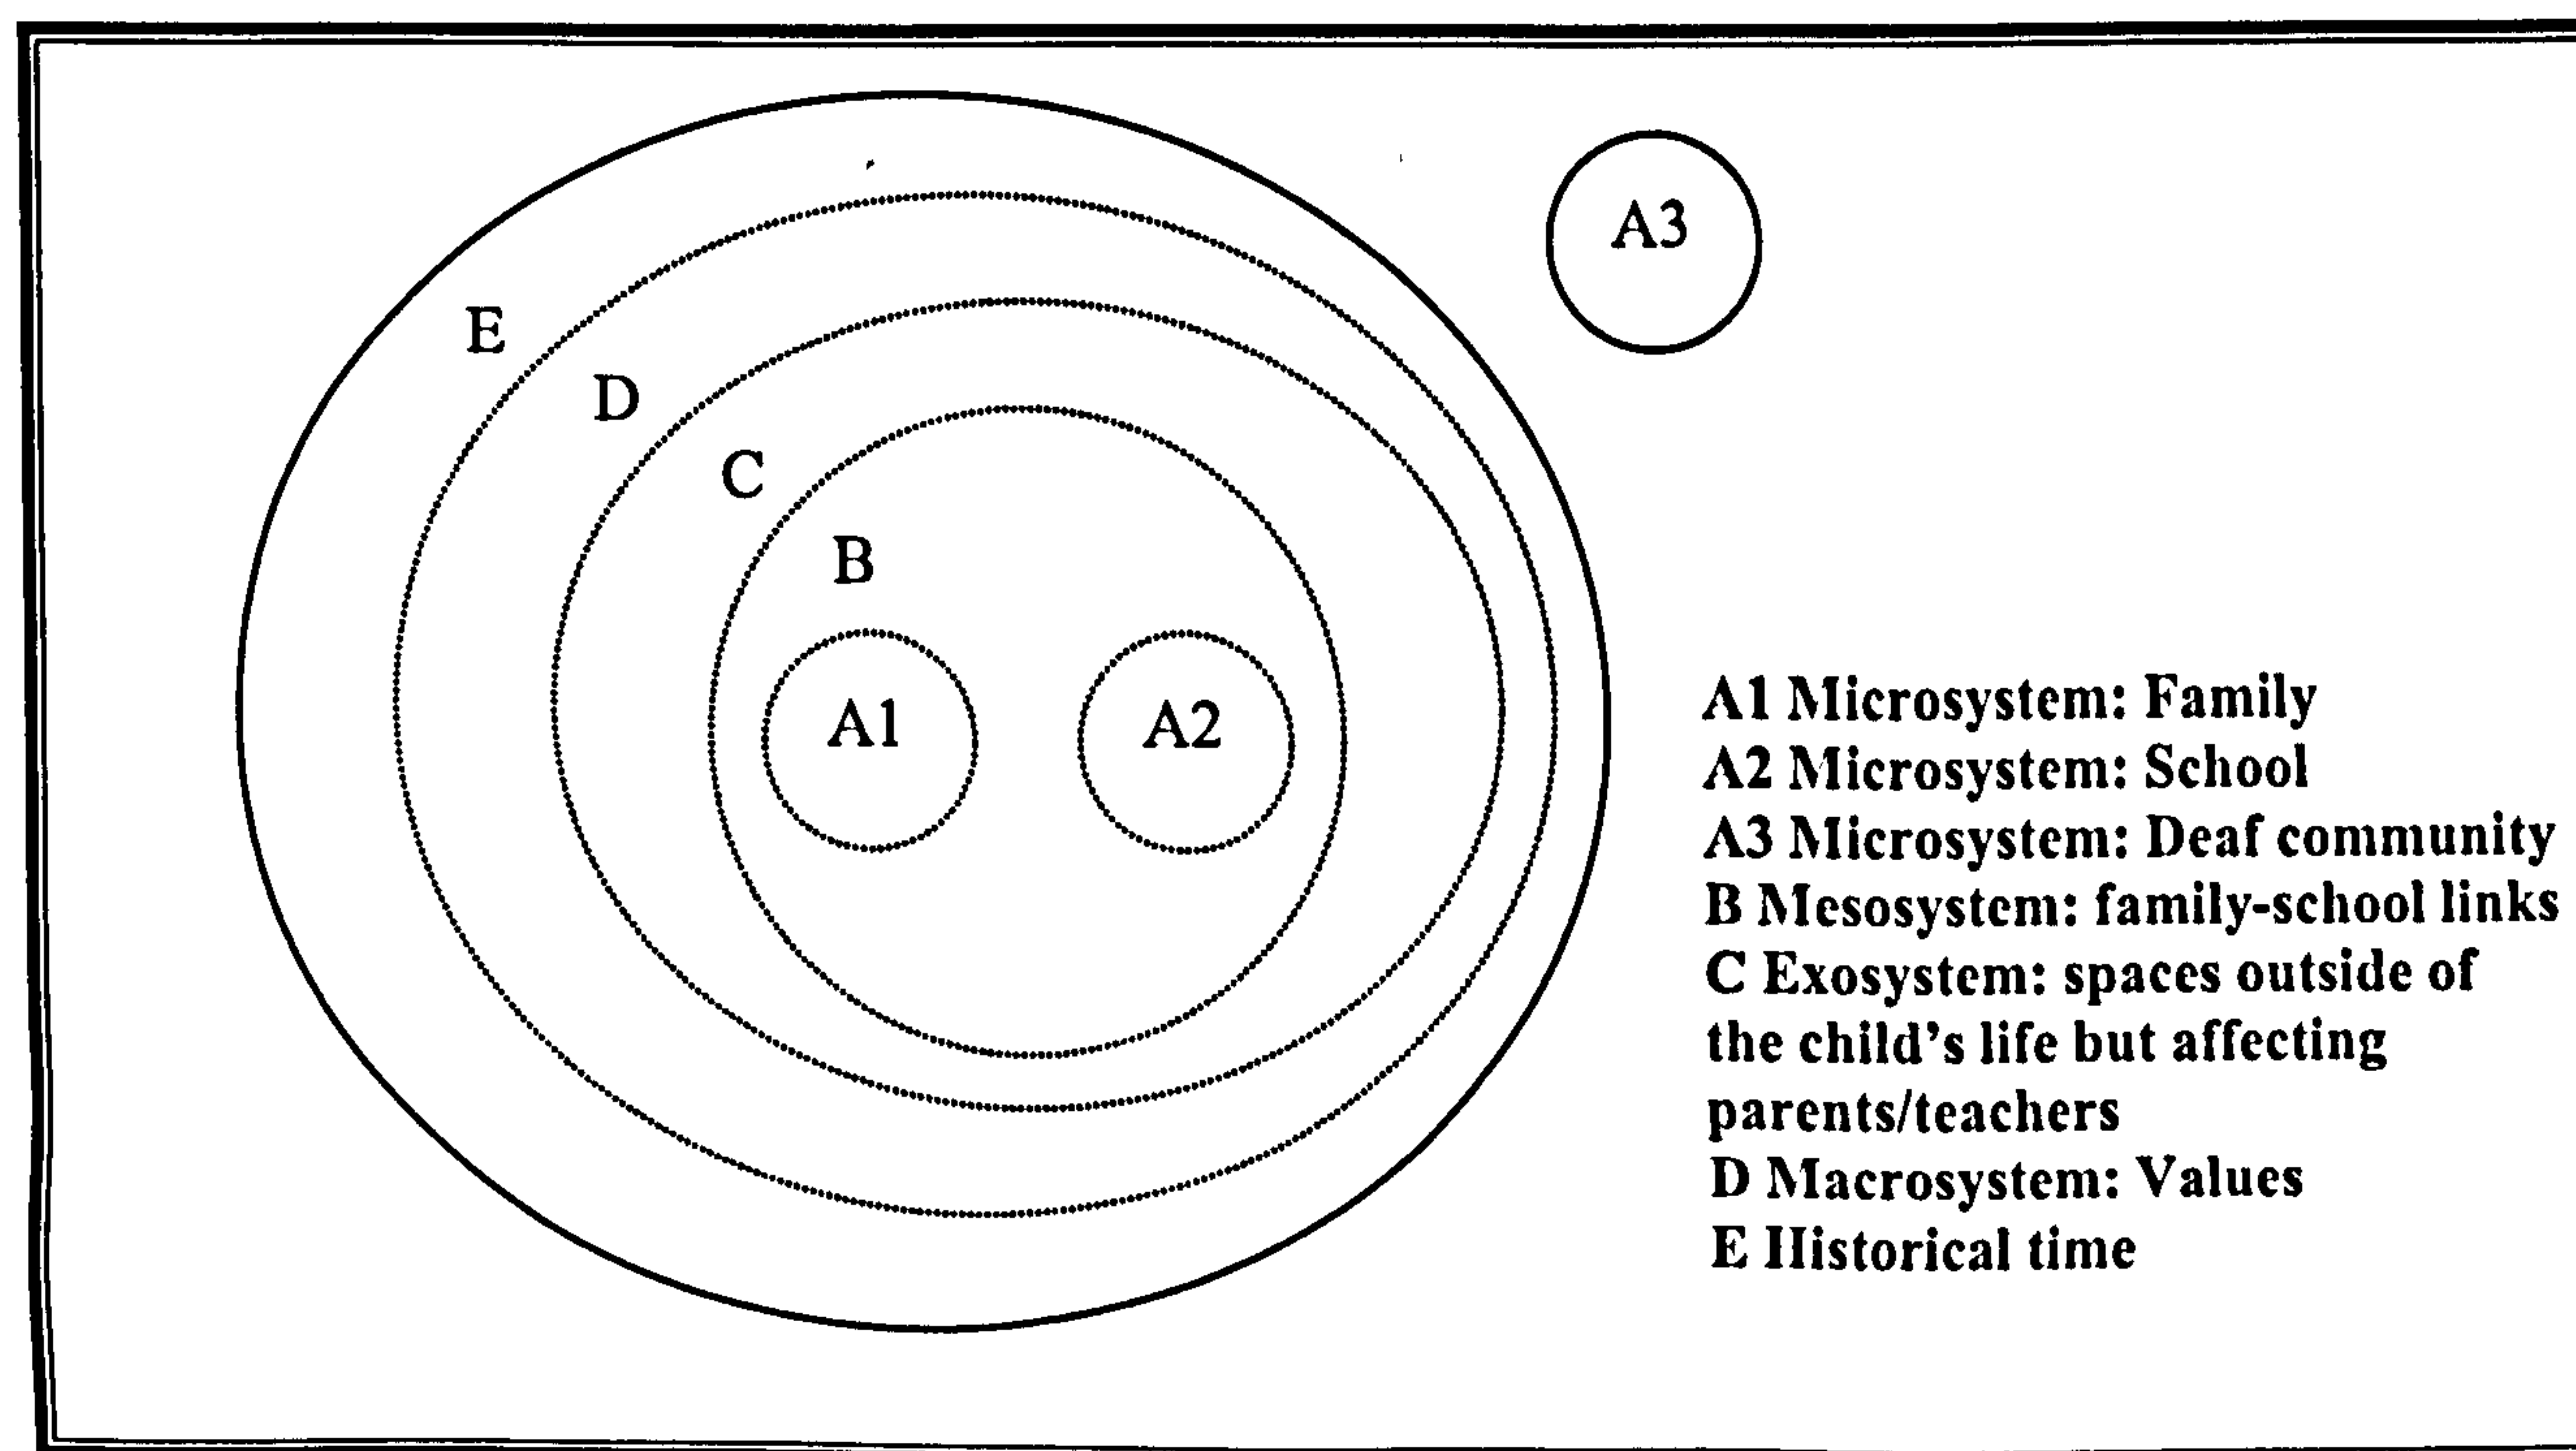 A3
E
D
C
B
A1 A2
A1 Microsystem: Family
A2 Microsystem: School
A3 Microsystem: Deaf community
B Mesosystem: family-school links
C Exosystem: spaces outside of
the child's life but affecting
parents/teachers
D Macrosystem: Values
E Historical time